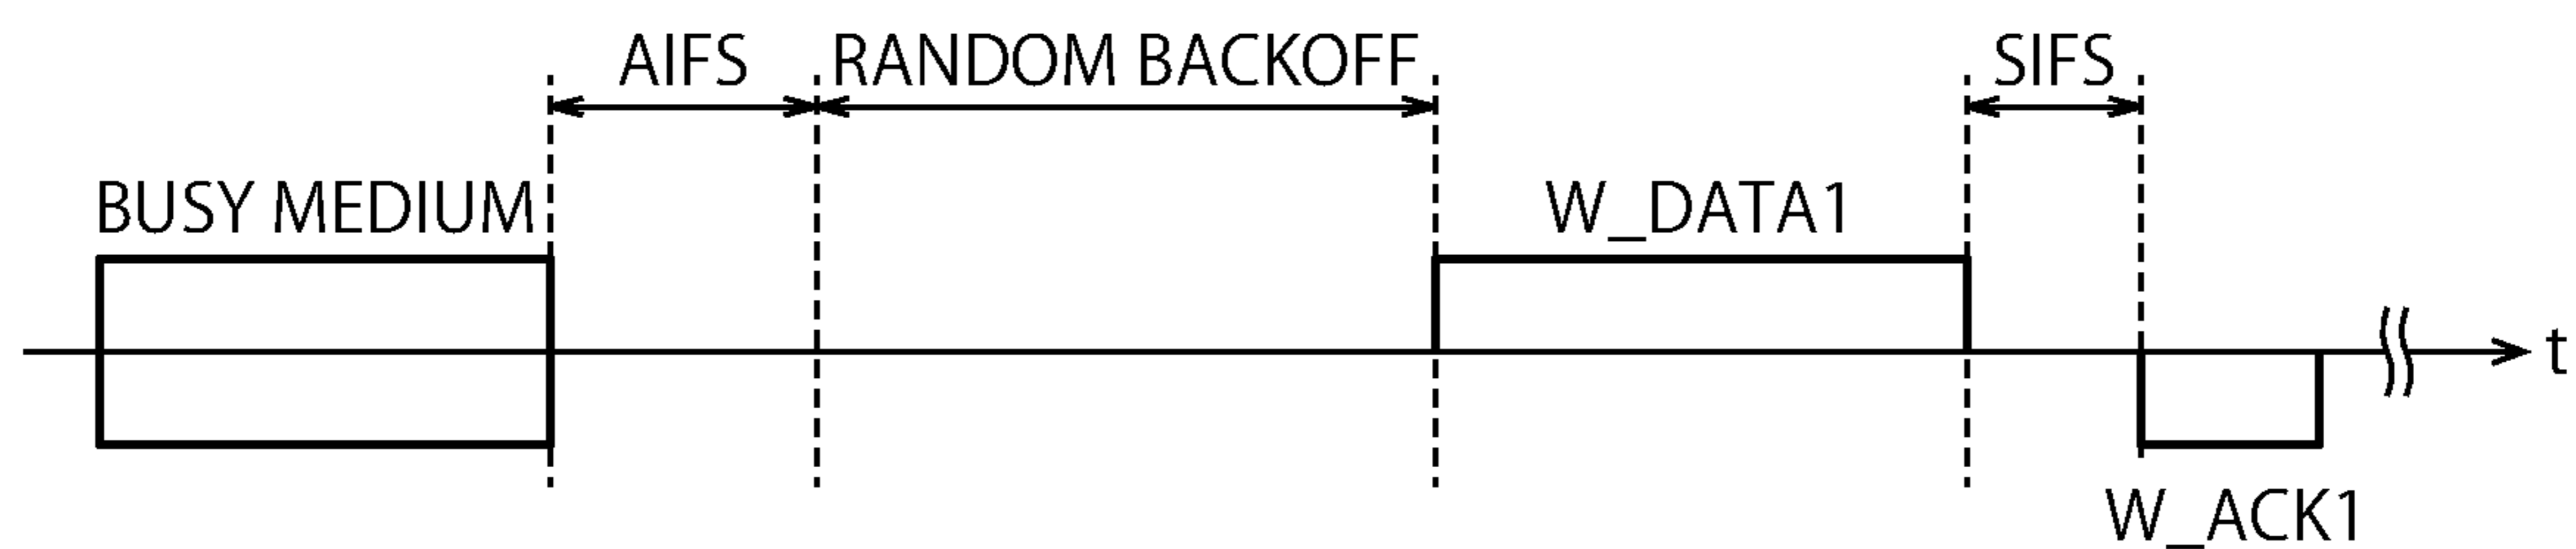 AIFS
RANDOM BACKOFF
SIFS
BUSY MEDIUM
W_DATA1
t
W_ACK1